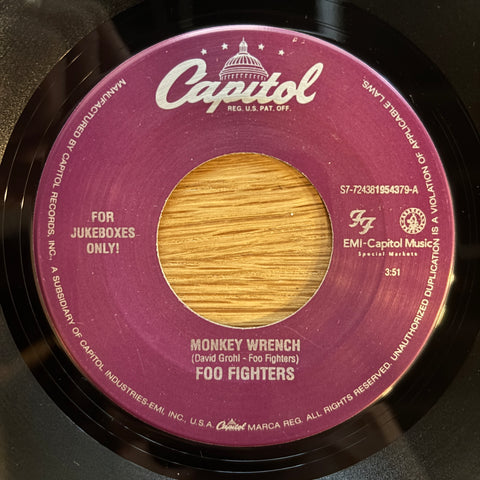 Capitol
REG. U.S. PAT. OFF.
S7-724381954379-A
FOR
JUKEBOXES
ONLY!
FF
EMI-Capitol Music
Special Markets
3:51
MONKEY WRENCH
(David Grohl - Foo Fighters)
FOO FIGHTERS
MANUFACTURED BY CAPITOL RECORDS, INC., A SUBSIDIARY OF CAPITOL INDUSTRIES-EMI, INC., U.S.A. Capitol MARCA REG. ALL RIGHTS RESERVED. UNAUTHORIZED DUPLICATION IS A VIOLATION OF APPLICABLE LAWS.